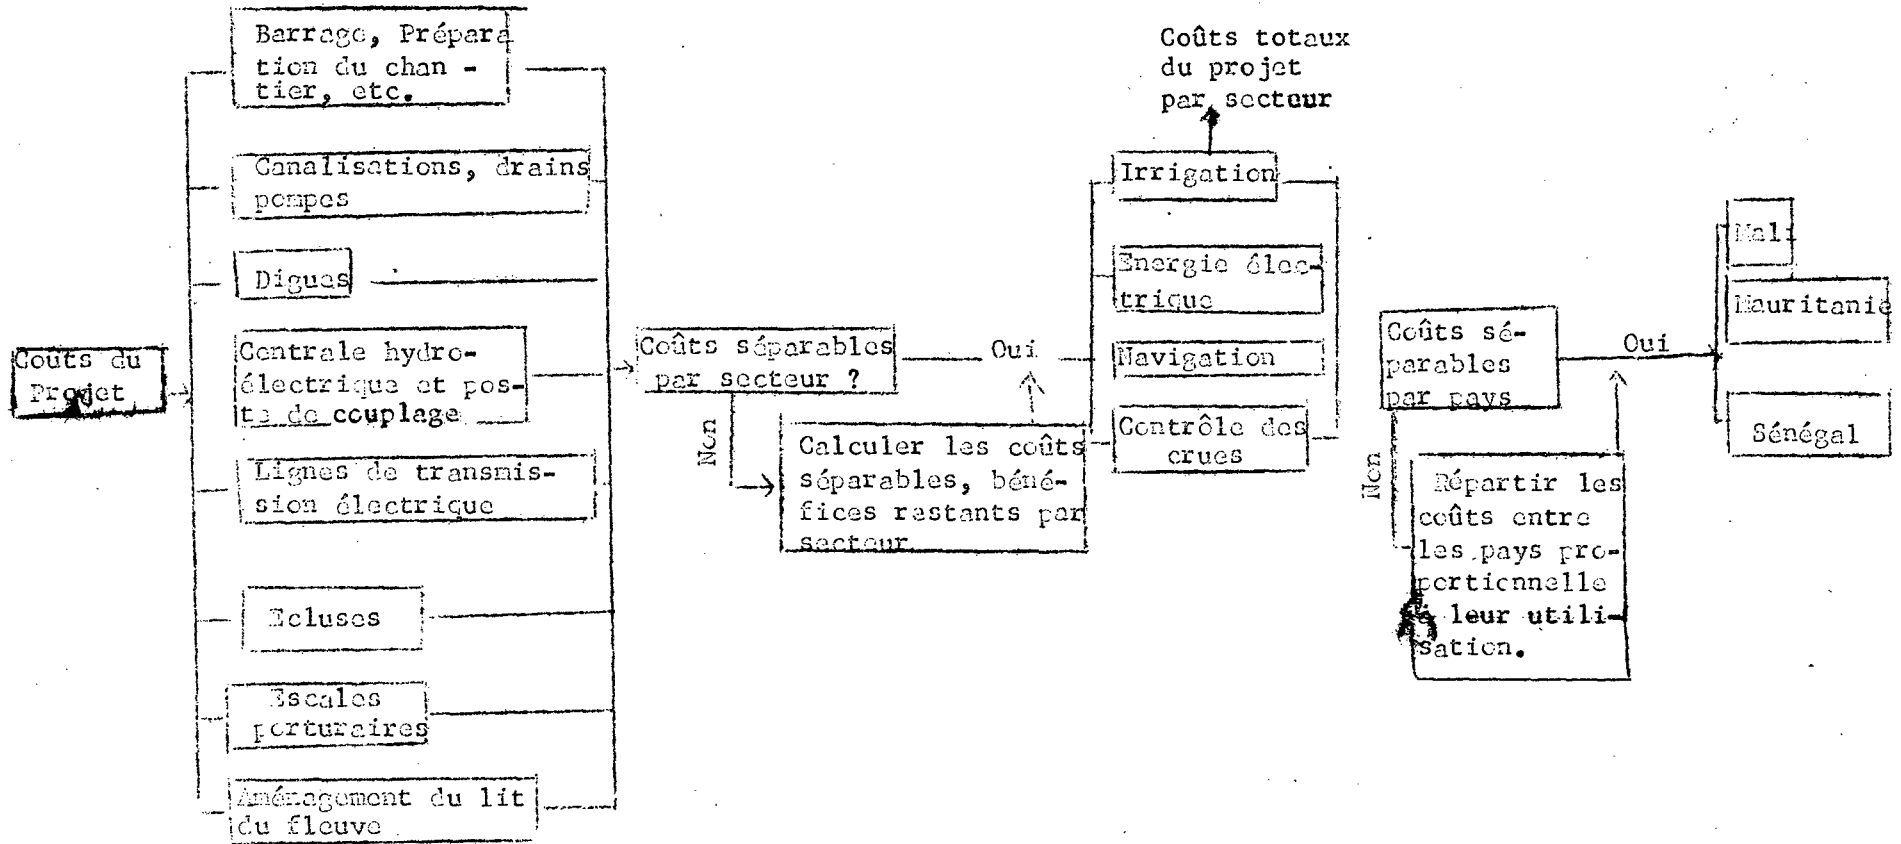 Coûts du
Projet
Barrage, Prépara
tion du chan -
tier, etc.
Canalisations, drains
pompes
Digues
Centrale hydro-
électrique et pos-
te de couplage
Lignes de transmis-
sion électrique
Ecluses
Escales
porturaires
Aménagement du lit
du fleuve
Coûts séparables
par secteur ?
Oui
Non
Calculer les coûts
séparables, béné-
fices restants par
secteur
Coûts totaux
du projet
par secteur
Irrigation
Energie élec-
trique
Navigation
Contrôle des
crues
Coûts sé-
parables
par pays
Oui
Non
Répartir les
coûts entre
les pays pro-
portionnelle
à leur utili-
sation.
Mali
Mauritanie
Sénégal